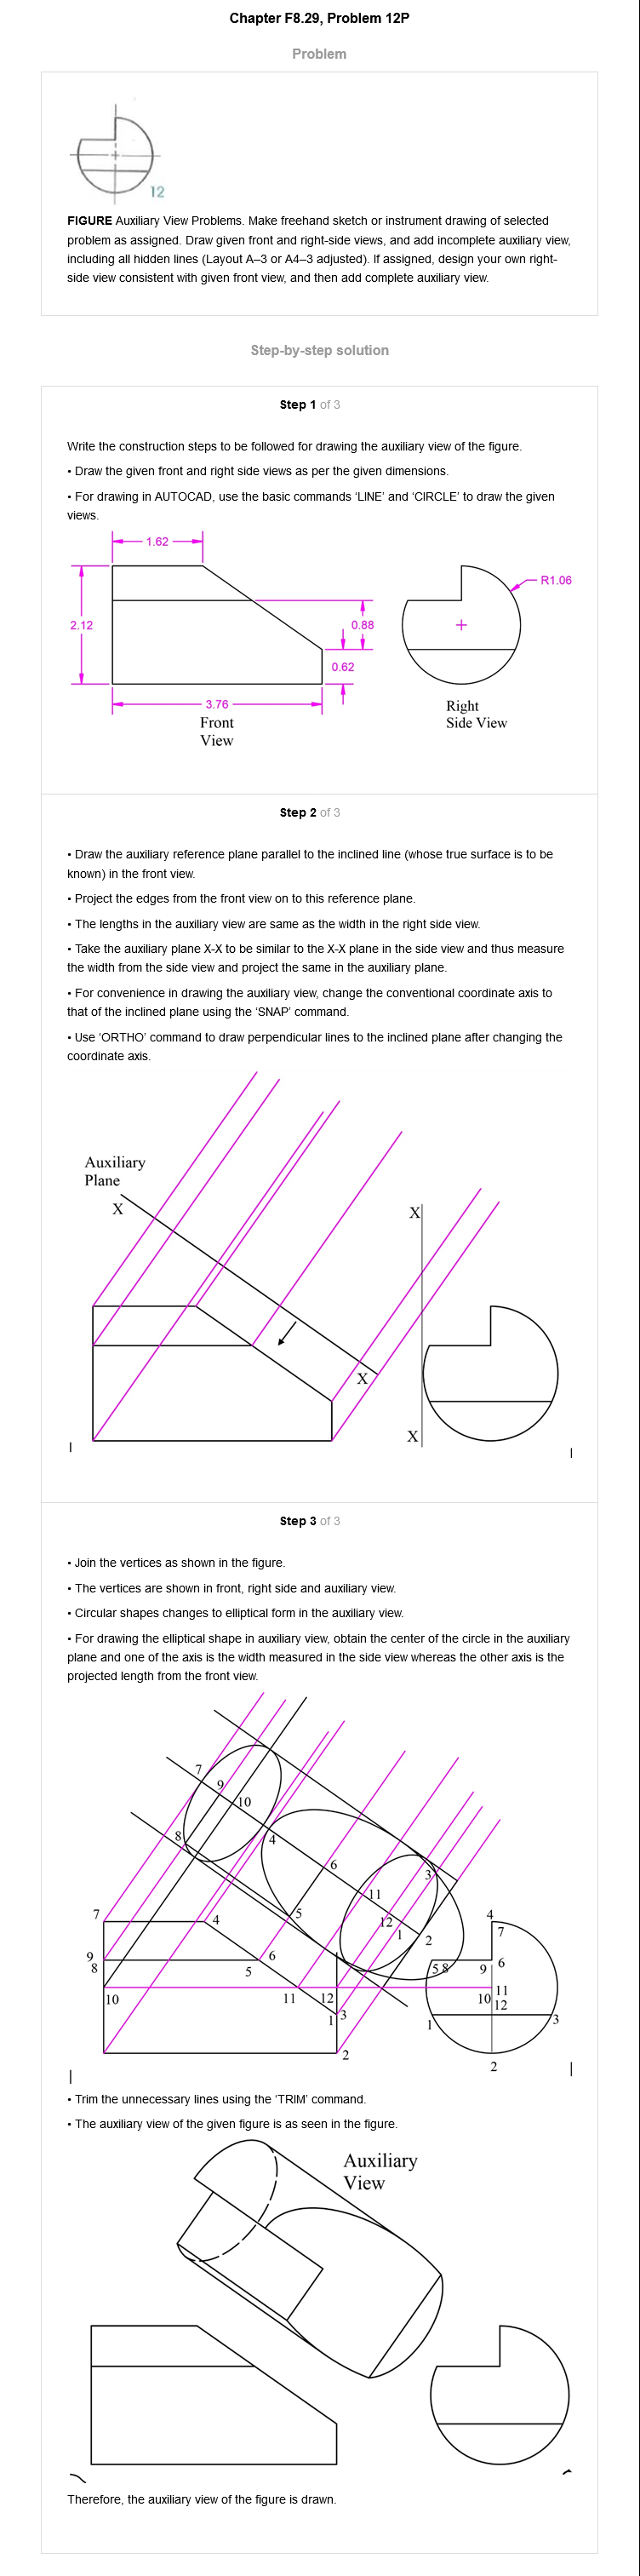 Chapter F8.29, Problem 12P
Problem
12
FIGURE Auxiliary View Problems. Make freehand sketch or instrument drawing of selected
problem as assigned. Draw given front and right-side views, and add incomplete auxiliary view,
including all hidden lines (Layout A–3 or A4–3 adjusted). If assigned, design your own right-
side view consistent with given front view, and then add complete auxiliary view.
Step-by-step solution
Step 1 of 3
Write the construction steps to be followed for drawing the auxiliary view of the figure.
• Draw the given front and right side views as per the given dimensions.
• For drawing in AUTOCAD, use the basic commands ‘LINE’ and ‘CIRCLE’ to draw the given
views.
1.62
R1.06
2.12
0.88
0.62
3.76
Front
View
Right
Side View
Step 2 of 3
• Draw the auxiliary reference plane parallel to the inclined line (whose true surface is to be
known) in the front view.
• Project the edges from the front view on to this reference plane.
• The lengths in the auxiliary view are same as the width in the right side view.
• Take the auxiliary plane X-X to be similar to the X-X plane in the side view and thus measure
the width from the side view and project the same in the auxiliary plane.
• For convenience in drawing the auxiliary view, change the conventional coordinate axis to
that of the inclined plane using the ‘SNAP’ command.
• Use ‘ORTHO’ command to draw perpendicular lines to the inclined plane after changing the
coordinate axis.
Auxiliary
Plane
X
X
X
X
Step 3 of 3
• Join the vertices as shown in the figure.
• The vertices are shown in front, right side and auxiliary view.
• Circular shapes changes to elliptical form in the auxiliary view.
• For drawing the elliptical shape in auxiliary view, obtain the center of the circle in the auxiliary
plane and one of the axis is the width measured in the side view whereas the other axis is the
projected length from the front view.
7
9
10
8
4
6
3
11
5
12
1
2
7
4
4
7
9
8
6
5
5 8
9
6
10
11
12
10
11
12
1
3
1
3
2
2
• Trim the unnecessary lines using the ‘TRIM’ command.
• The auxiliary view of the given figure is as seen in the figure.
Auxiliary
View
Therefore, the auxiliary view of the figure is drawn.